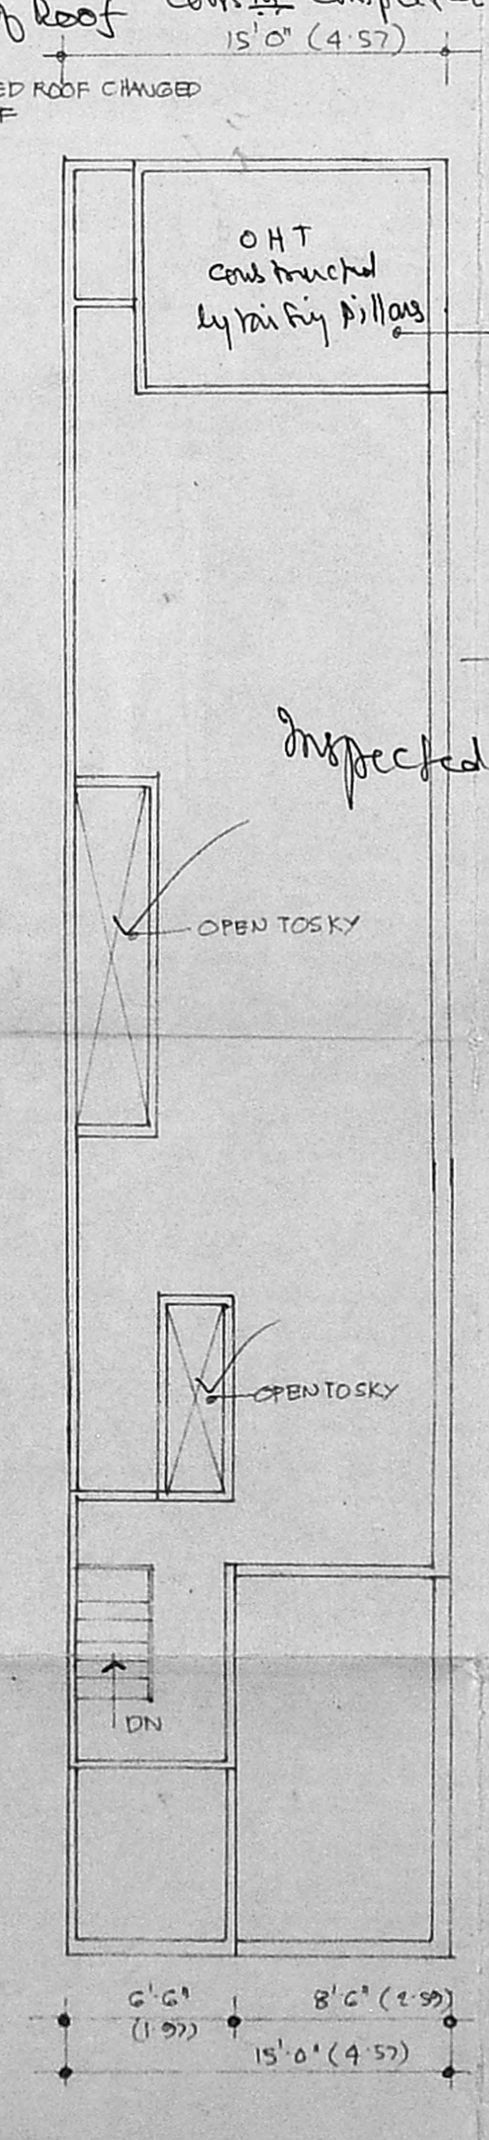 of Roof
15'0" (4.57)
ED ROOF CHANGED
F
OHT
constructed
by raising pillars
Inspected
OPEN TO SKY
OPEN TO SKY
DN
6'-6" 8'6" (2.59)
(1.97)
15'-0" (4.57)